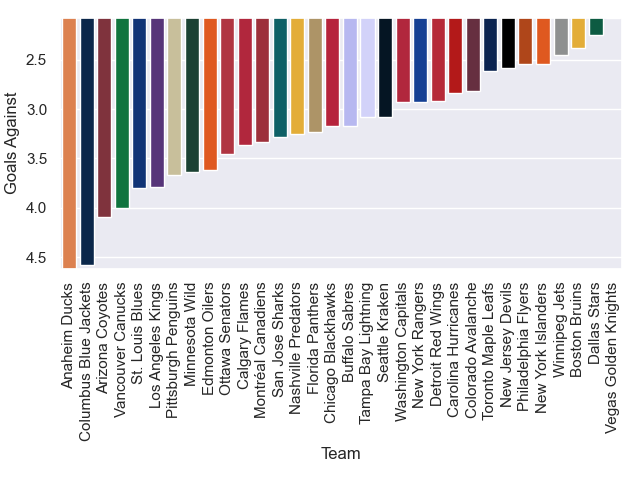 2.5
3.0
3.5
4.0
4.5
Goals Against
Anaheim Ducks
Columbus Blue Jackets
Arizona Coyotes
Vancouver Canucks
St. Louis Blues
Los Angeles Kings
Pittsburgh Penguins
Minnesota Wild
Edmonton Oilers
Ottawa Senators
Calgary Flames
Montréal Canadiens
San Jose Sharks
Nashville Predators
Florida Panthers
Chicago Blackhawks
Buffalo Sabres
Tampa Bay Lightning
Seattle Kraken
Washington Capitals
New York Rangers
Detroit Red Wings
Carolina Hurricanes
Colorado Avalanche
Toronto Maple Leafs
New Jersey Devils
Philadelphia Flyers
New York Islanders
Winnipeg Jets
Boston Bruins
Dallas Stars
Vegas Golden Knights
Team